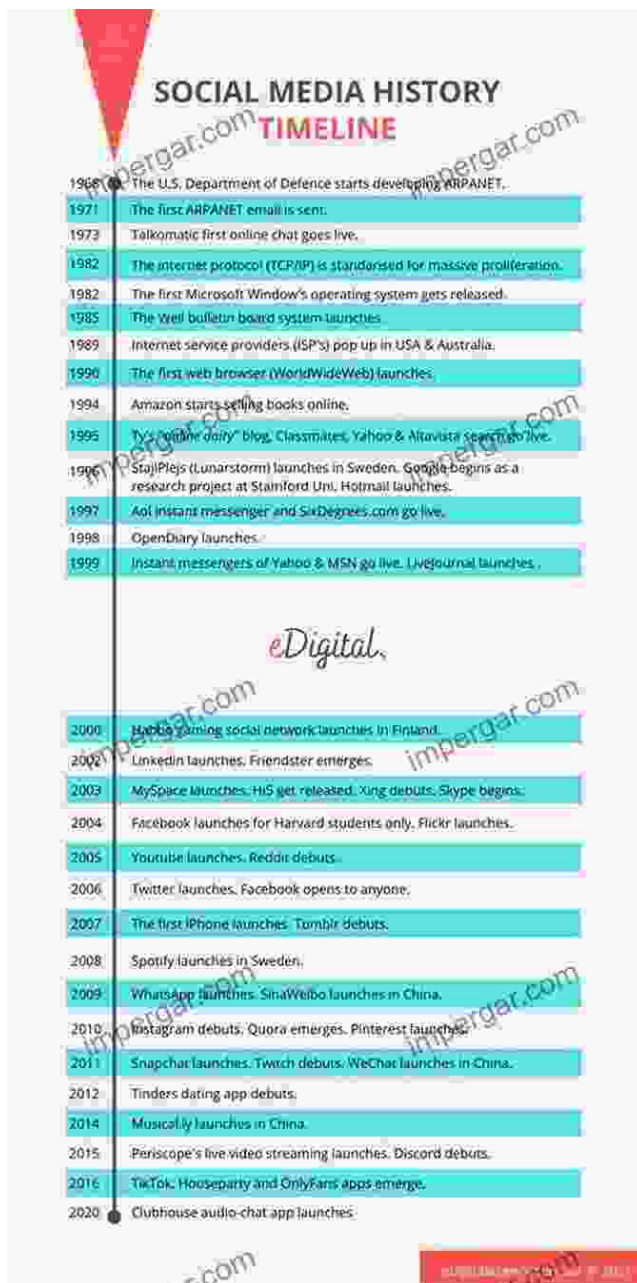 SOCIAL MEDIA HISTORY
TIMELINE
impergar.com
impergar.com
1968 The U.S. Department of Defence starts developing ARPANET.
1971 The first ARPANET email is sent.
1973 Talkomatic first online chat goes live.
1982 The internet protocol (TCP/IP) is standarised for massive proliferation.
1982 The first Microsoft Window's operating system gets released.
1985 The Well bulletin board system launches.
1989 Internet service providers (ISP's) pop up in USA & Australia.
1990 The first web browser (WorldWideWeb) launches.
1994 Amazon starts selling books online.
impergar.com
impergar.com
1995 Ty's "online daily" blog, Classmates, Yahoo & Altavista search go live.
1996 StajlPlejs (Lunarstorm) launches in Sweden. Google begins as a
research project at Stamford Uni. Hotmail launches.
1997 Aol instant messenger and SixDegrees.com go live.
1998 OpenDiary launches.
1999 Instant messengers of Yahoo & MSN go live. LiveJournal launches.
eDigital.
impergar.com
impergar.com
2000 Habbo gaming social network launches in Finland.
2002 Linkedin launches. Friendster emerges.
2003 MySpace launches. Hi5 get released. Xing debuts. Skype begins.
2004 Facebook launches for Harvard students only. Flickr launches.
2005 Youtube launches. Reddit debuts.
2006 Twitter launches. Facebook opens to anyone.
2007 The first iPhone launches. Tumblr debuts.
2008 Spotify launches in Sweden.
impergar.com
impergar.com
2009 WhatsApp launches. SinaWeibo launches in China.
2010 Instagram debuts. Quora emerges. Pinterest launches.
2011 Snapchat launches. Twitch debuts. WeChat launches in China.
2012 Tinders dating app debuts.
2014 Musical.ly launches in China.
2015 Periscope's live video streaming launches. Discord debuts.
2016 TikTok, Houseparty and OnlyFans apps emerge.
2020 Clubhouse audio-chat app launches
.com